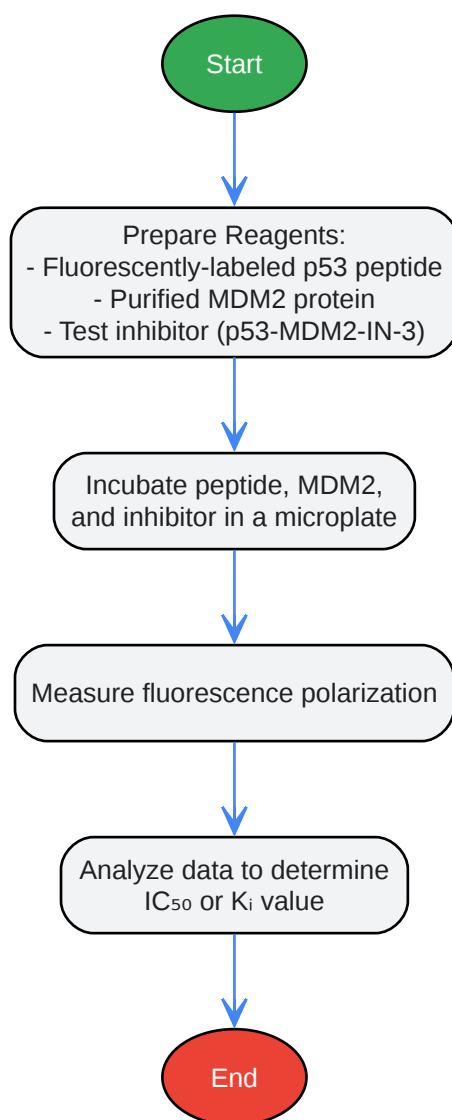 Start
Prepare Reagents:
- Fluorescently-labeled p53 peptide
- Purified MDM2 protein
- Test inhibitor (p53-MDM2-IN-3)
Incubate peptide, MDM2,
and inhibitor in a microplate
Measure fluorescence polarization
Analyze data to determine
IC₅₀ or Kᵢ value
End